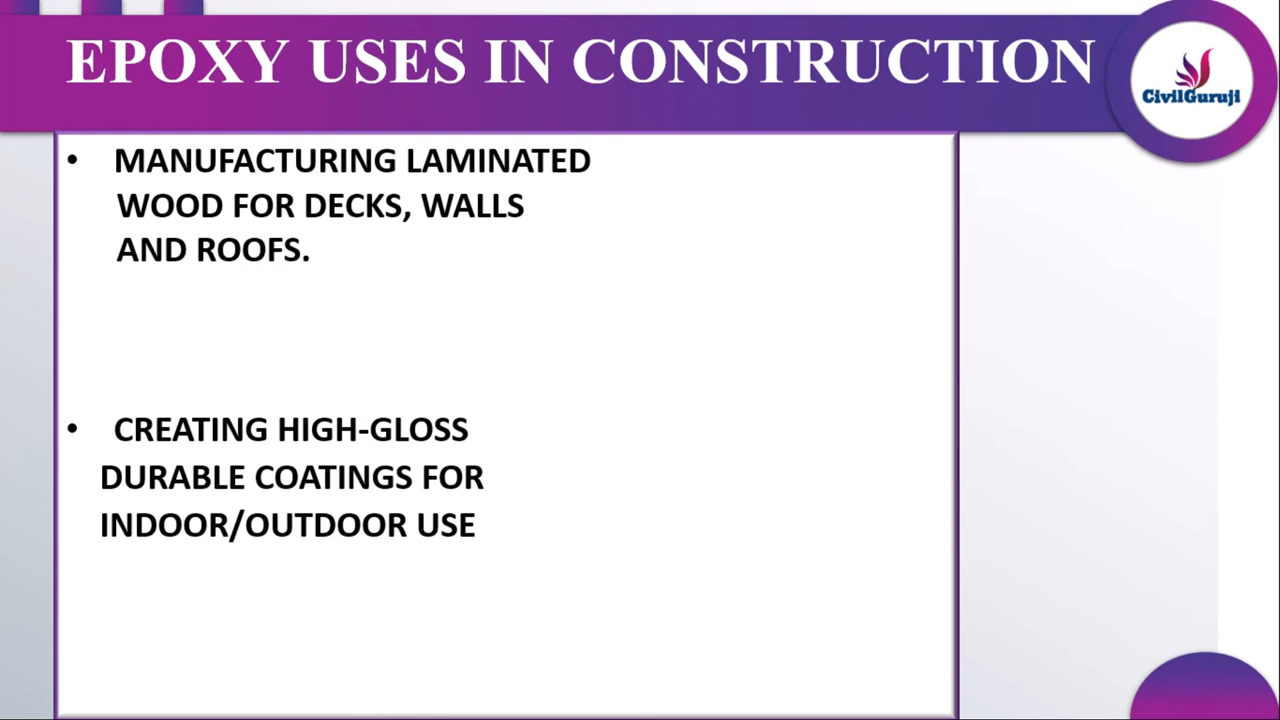 EPOXY USES IN CONSTRUCTION
CivilGuruji
• MANUFACTURING LAMINATED
WOOD FOR DECKS, WALLS
AND ROOFS.
• CREATING HIGH-GLOSS
DURABLE COATINGS FOR
INDOOR/OUTDOOR USE